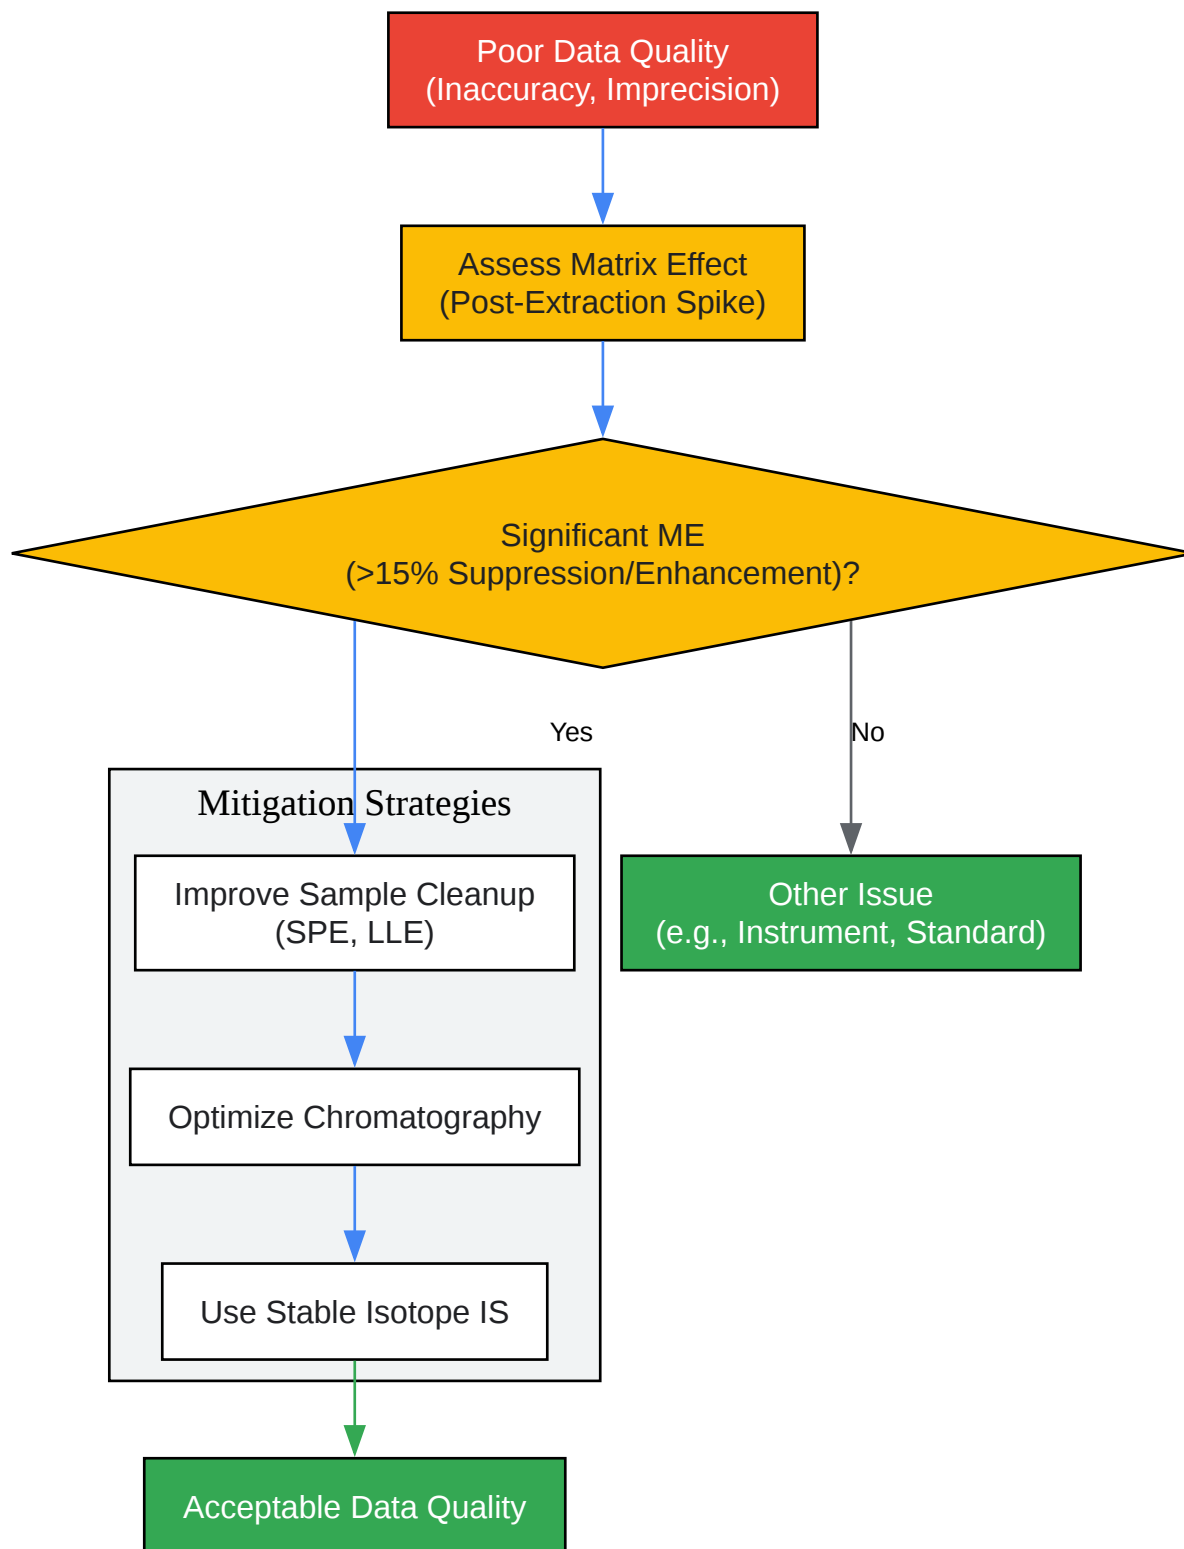 Poor Data Quality
(Inaccuracy, Imprecision)
Assess Matrix Effect
(Post-Extraction Spike)
Significant ME
(>15% Suppression/Enhancement)?
Yes
No
Mitigation Strategies
Improve Sample Cleanup
(SPE, LLE)
Other Issue
(e.g., Instrument, Standard)
Optimize Chromatography
Use Stable Isotope IS
Acceptable Data Quality